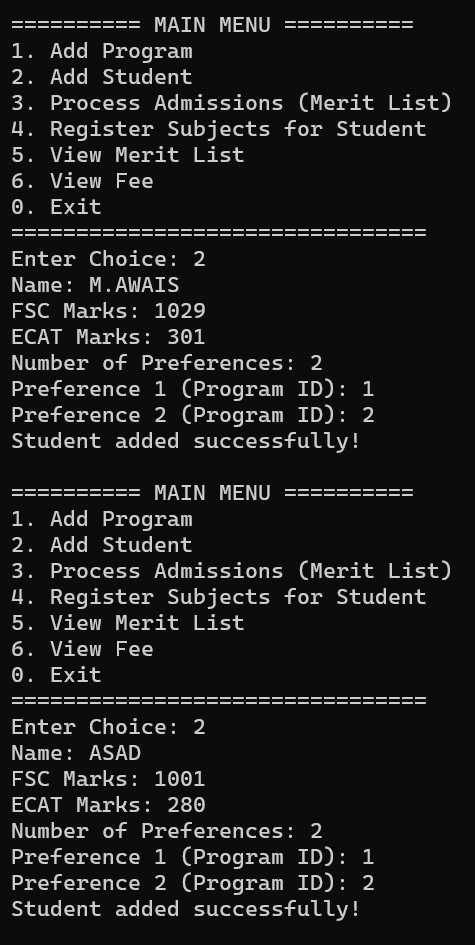 ========== MAIN MENU ==========
1. Add Program
2. Add Student
3. Process Admissions (Merit List)
4. Register Subjects for Student
5. View Merit List
6. View Fee
0. Exit
================================
Enter Choice: 2
Name: M.AWAIS
FSC Marks: 1029
ECAT Marks: 301
Number of Preferences: 2
Preference 1 (Program ID): 1
Preference 2 (Program ID): 2
Student added successfully!

========== MAIN MENU ==========
1. Add Program
2. Add Student
3. Process Admissions (Merit List)
4. Register Subjects for Student
5. View Merit List
6. View Fee
0. Exit
================================
Enter Choice: 2
Name: ASAD
FSC Marks: 1001
ECAT Marks: 280
Number of Preferences: 2
Preference 1 (Program ID): 1
Preference 2 (Program ID): 2
Student added successfully!